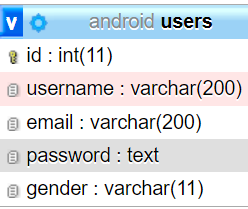 v android users
id : int(11)
username : varchar(200)
email : varchar(200)
password : text
gender : varchar(11)